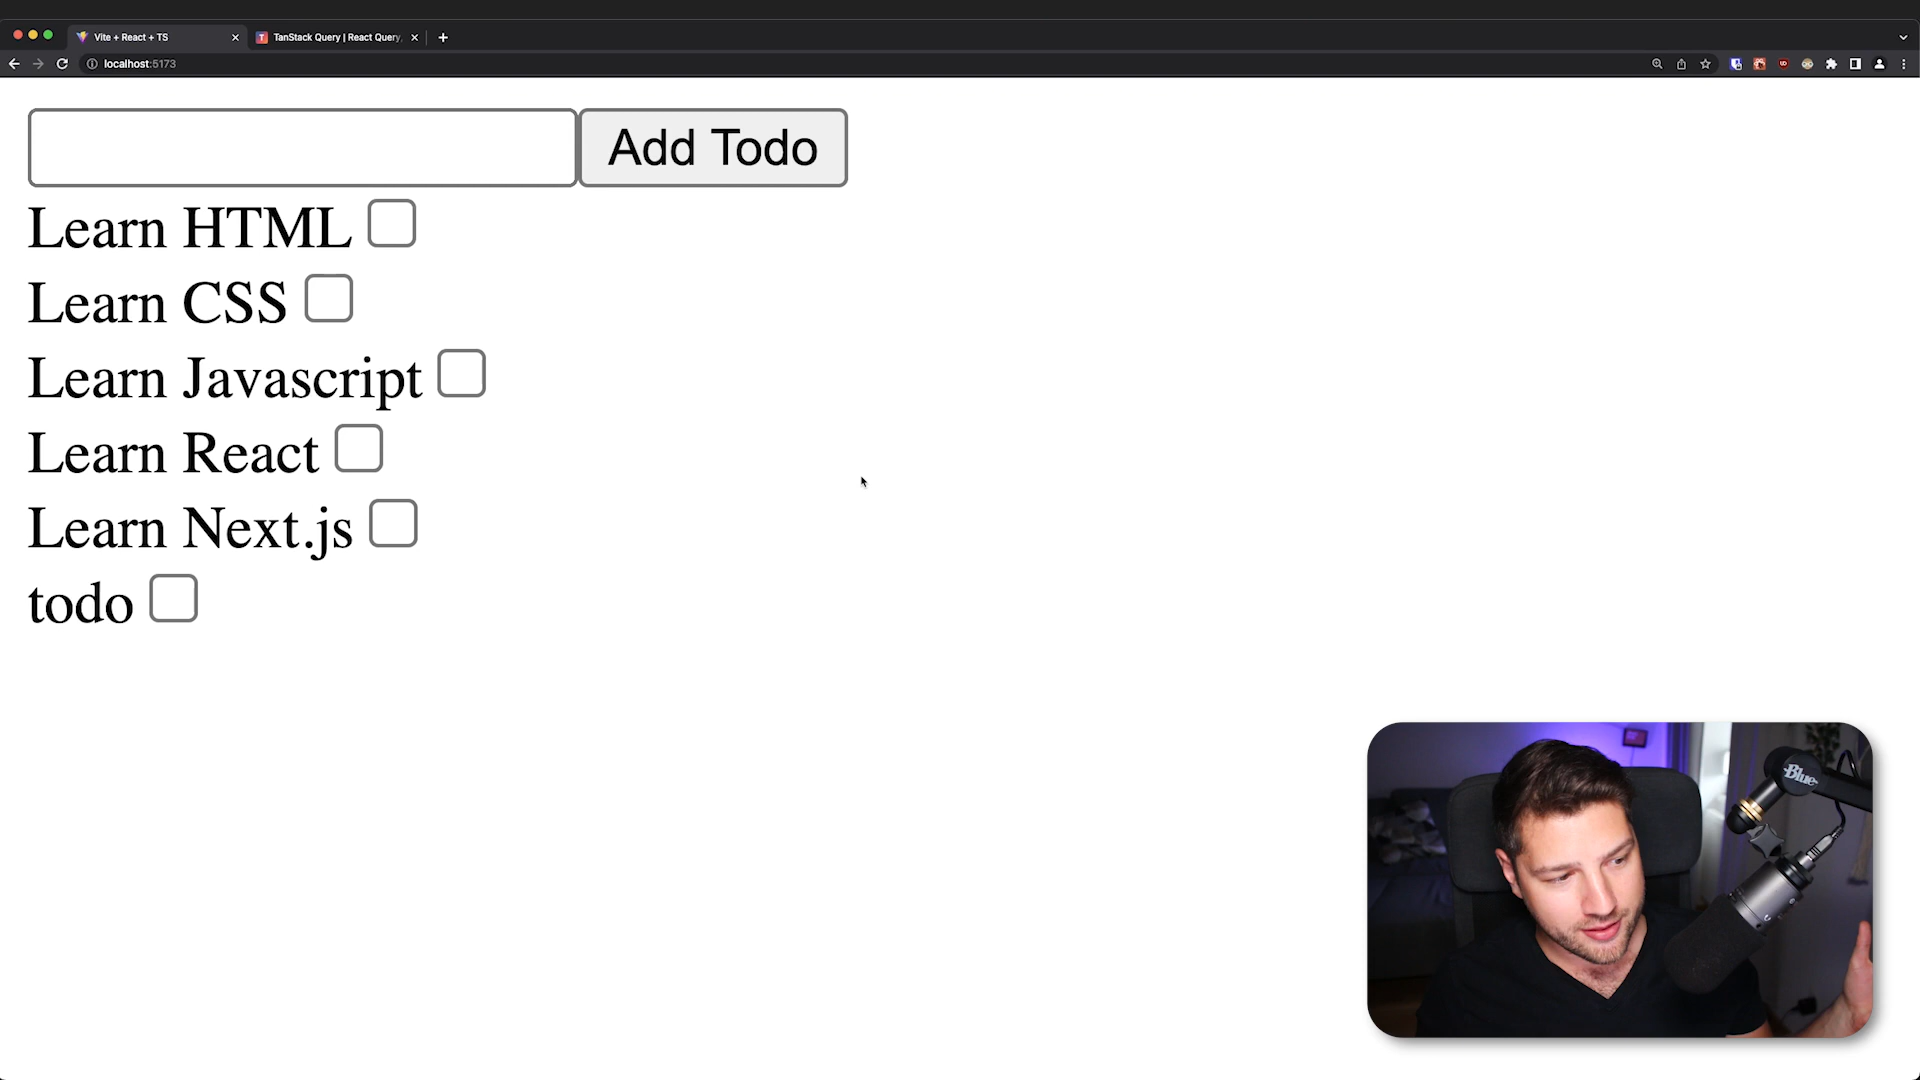 Vite + React + TS
TanStack Query | React Query,
localhost:5173
Add Todo
Learn HTML
Learn CSS
Learn Javascript
Learn React
Learn Next.js
todo
Blue